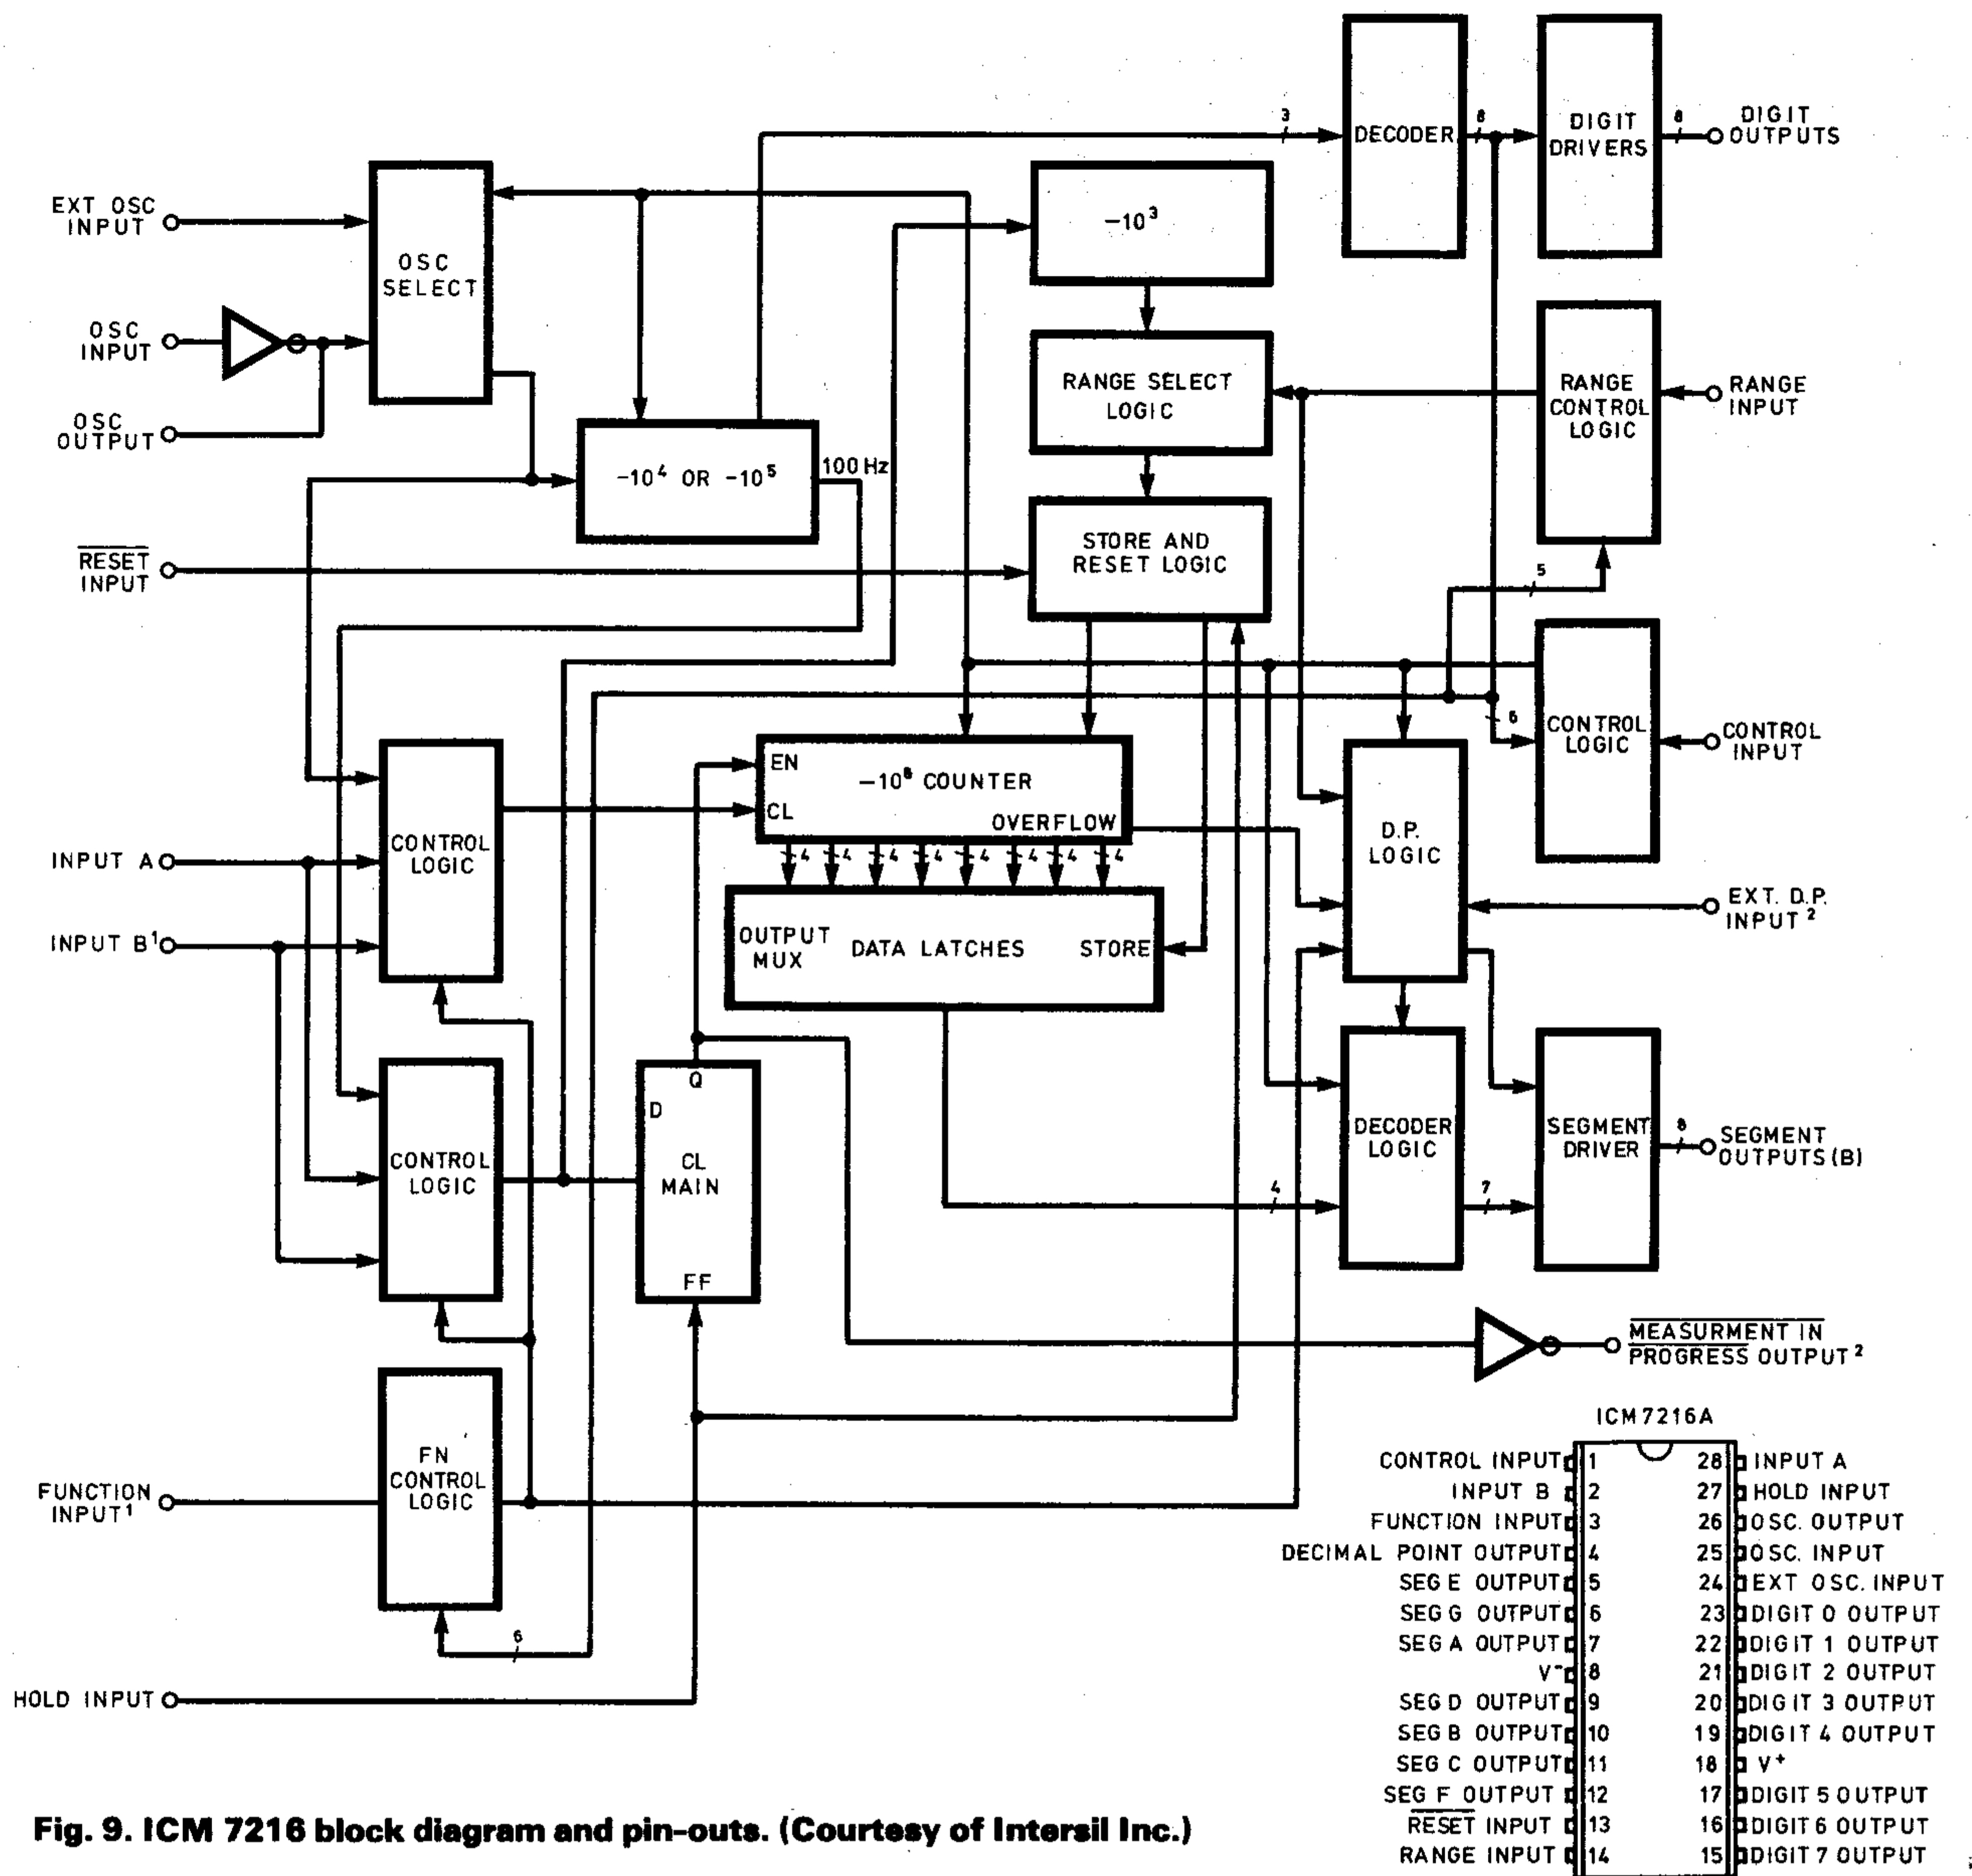 DECODER
3
8
DIGIT
DRIVERS
8
DIGIT
OUTPUTS
EXT OSC
INPUT
OSC
SELECT
-10³
OSC
INPUT
OSC
OUTPUT
RANGE SELECT
LOGIC
RANGE
CONTROL
LOGIC
RANGE
INPUT
-10⁴ OR -10⁵
100 Hz
RESET
INPUT
STORE AND
RESET LOGIC
5
6
CONTROL
LOGIC
CONTROL
INPUT
EN
-10⁸ COUNTER
CL
OVERFLOW
CONTROL
LOGIC
INPUT A
INPUT B¹
4 4 4 4 4 4 4 4
D.P.
LOGIC
EXT. D.P.
INPUT ²
OUTPUT
MUX
DATA LATCHES
STORE
Q
D
CL
MAIN
FF
CONTROL
LOGIC
DECODER
LOGIC
4
7
SEGMENT
DRIVER
8
SEGMENT
OUTPUTS (B)
MEASURMENT IN
PROGRESS OUTPUT ²
FN
CONTROL
LOGIC
FUNCTION
INPUT¹
6
HOLD INPUT
ICM 7216A
CONTROL INPUT 1 28 INPUT A
INPUT B 2 27 HOLD INPUT
FUNCTION INPUT 3 26 OSC. OUTPUT
DECIMAL POINT OUTPUT 4 25 OSC. INPUT
SEG E OUTPUT 5 24 EXT OSC. INPUT
SEG G OUTPUT 6 23 DIGIT 0 OUTPUT
SEG A OUTPUT 7 22 DIGIT 1 OUTPUT
V⁻ 8 21 DIGIT 2 OUTPUT
SEG D OUTPUT 9 20 DIGIT 3 OUTPUT
SEG B OUTPUT 10 19 DIGIT 4 OUTPUT
SEG C OUTPUT 11 18 V⁺
SEG F OUTPUT 12 17 DIGIT 5 OUTPUT
RESET INPUT 13 16 DIGIT 6 OUTPUT
RANGE INPUT 14 15 DIGIT 7 OUTPUT
Fig. 9. ICM 7216 block diagram and pin-outs. (Courtesy of Intersil Inc.)